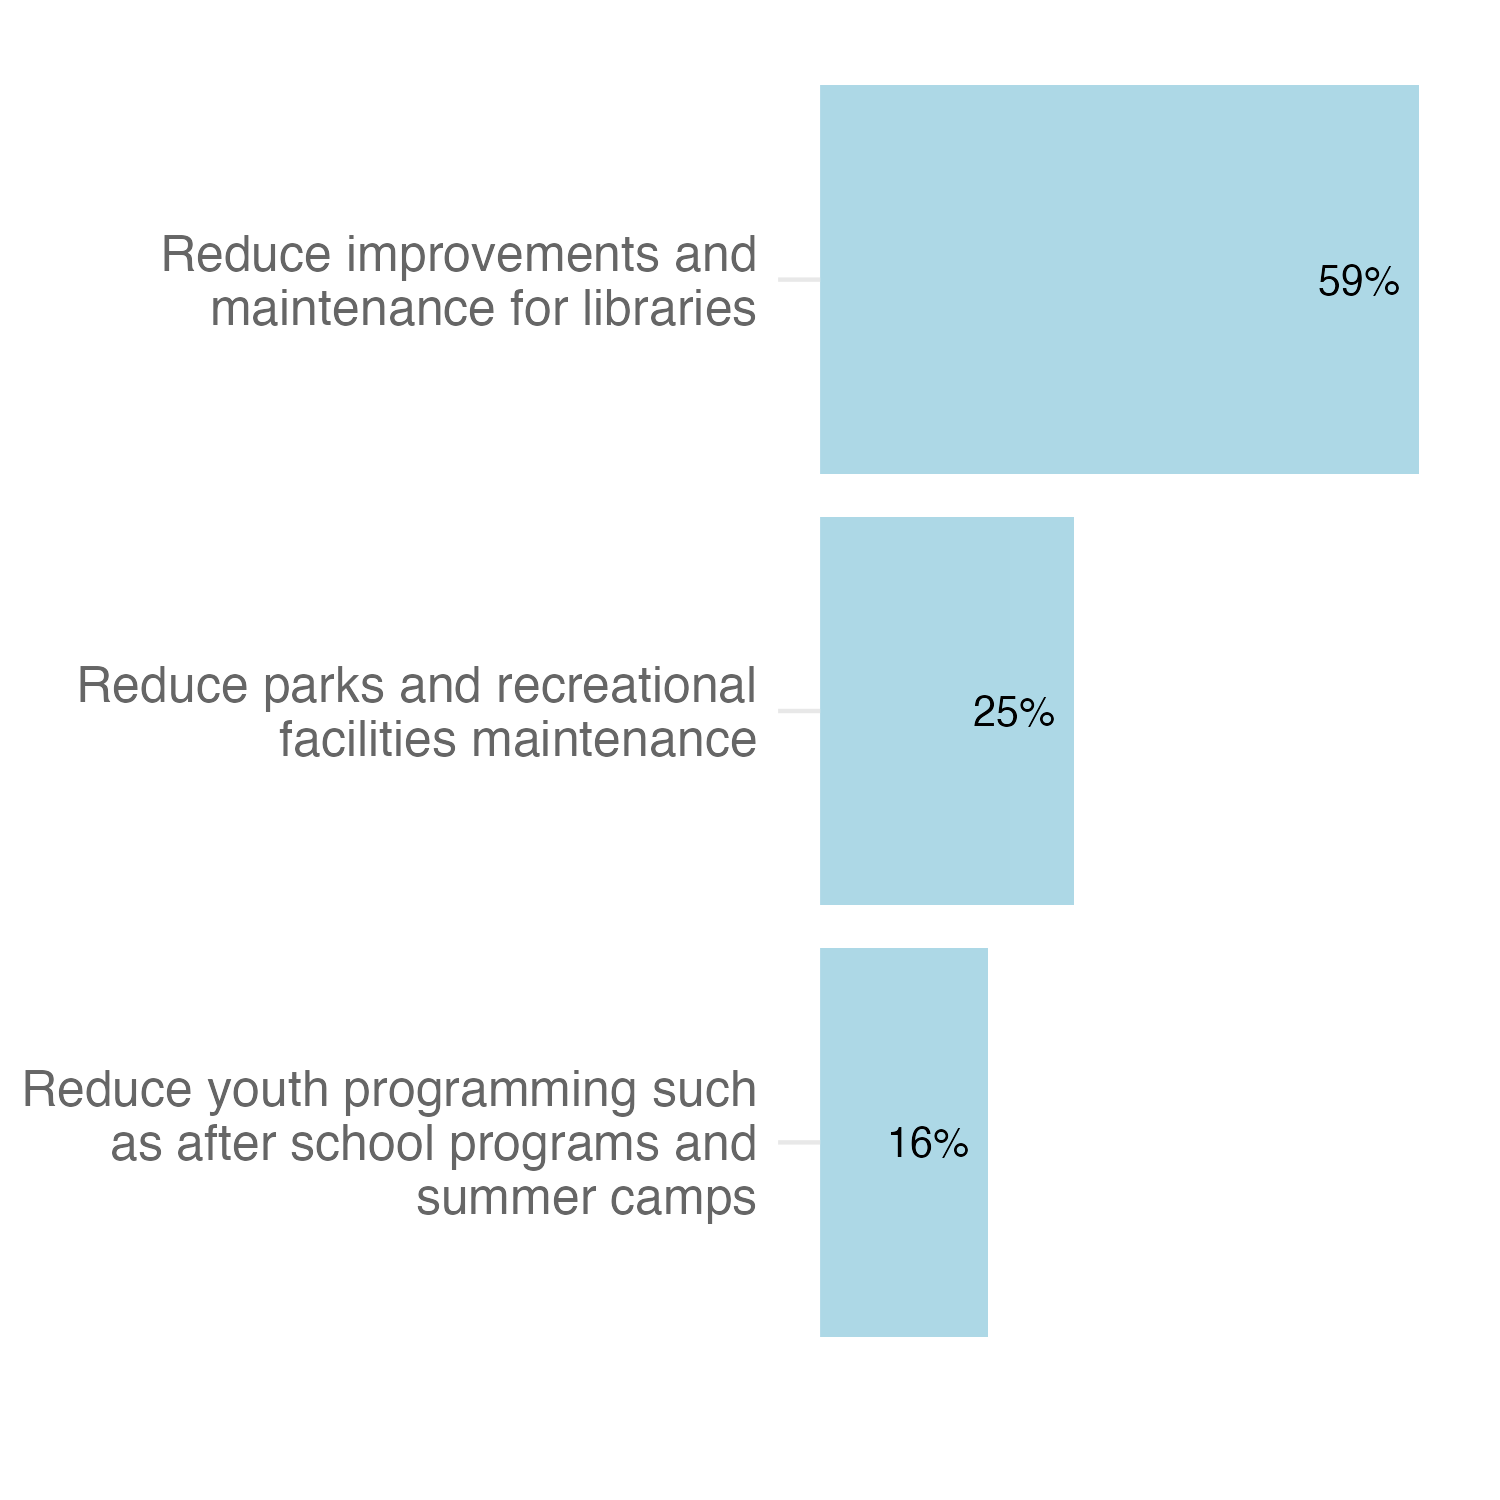 Reduce improvements and
maintenance for libraries
59%
Reduce parks and recreational
facilities maintenance
25%
Reduce youth programming such
as after school programs and
summer camps
16%